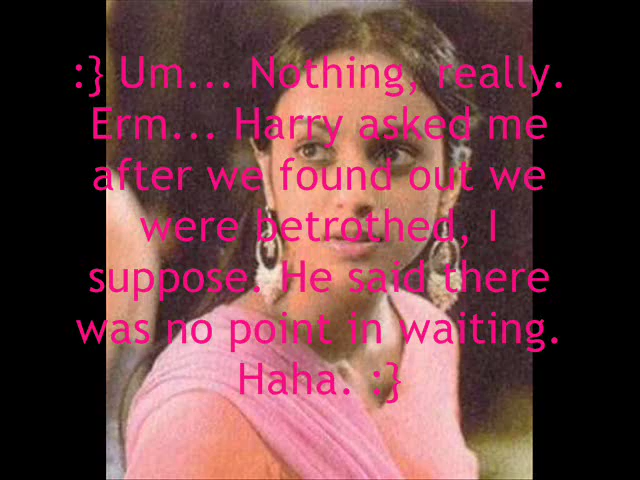 :} Um... Nothing, really.
Erm... Harry asked me
after we found out we
were betrothed, I
suppose. He said there
was no point in waiting.
Haha. :}